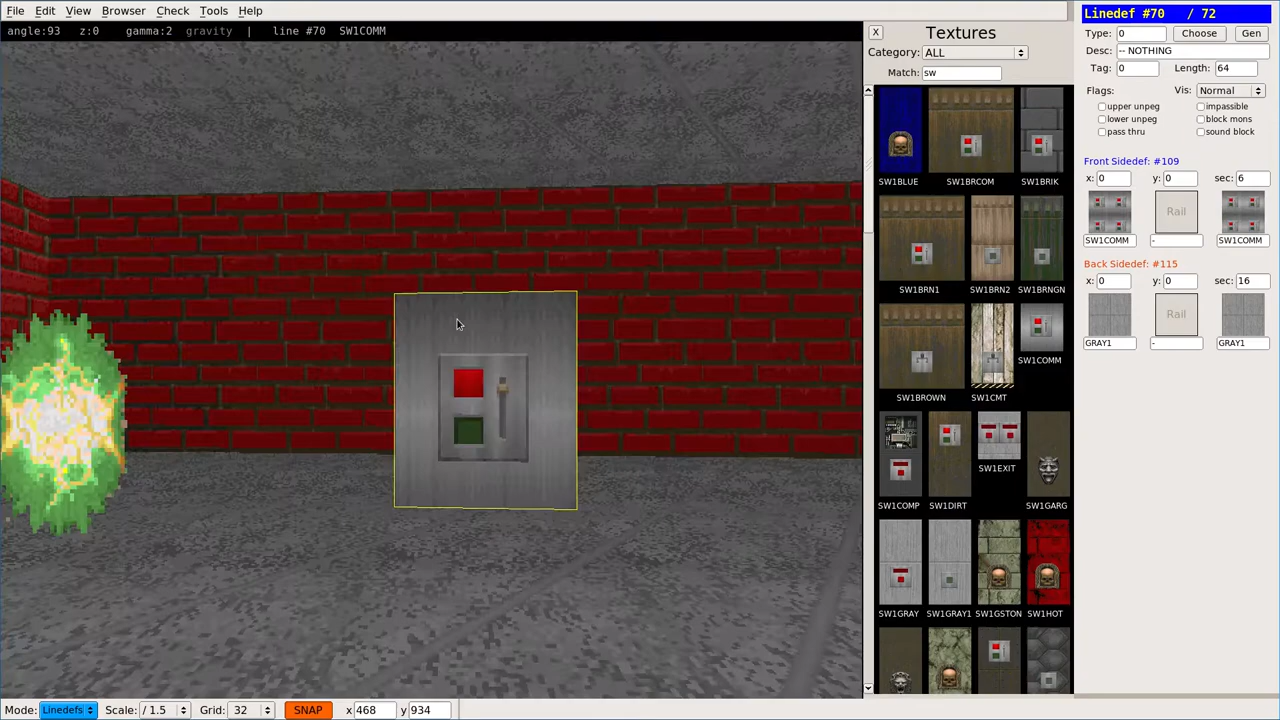 File Edit View Browser Check Tools Help
angle:93 z:0 gamma:2 gravity | line #70 SW1COMM
X Textures
Category: ALL
Match: sw
SW1BLUE SW1BRCOM SW1BRIK
SW1BRN1 SW1BRN2 SW1BRNGN
SW1BROWN SW1CMT SW1COMM
SW1COMP SW1DIRT SW1EXIT SW1GARG
SW1GRAY SW1GRAY1 SW1GSTON SW1HOT
Linedef #70 / 72
Type: 0 Choose Gen
Desc: -- NOTHING
Tag: 0 Length: 64
Flags: Vis: Normal
upper unpeg impassible
lower unpeg block mons
pass thru sound block
Front Sidedef: #109
x: 0 y: 0 sec: 6
Rail
SW1COMM - SW1COMM
Back Sidedef: #115
x: 0 y: 0 sec: 16
Rail
GRAY1 - GRAY1
Mode: Linedefs Scale: / 1.5 Grid: 32 SNAP x 468 y 934